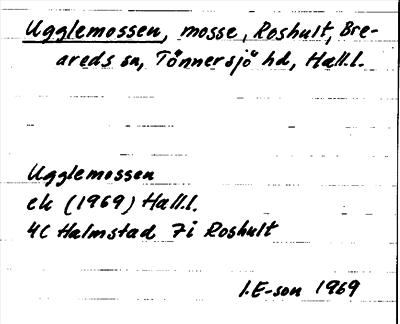 Ugglemossen, mosse, Roshult, Bre-
areds sn, Tönnersjö hd, Hall.l.
Ugglemossen
ek (1969) Hall.l.
4C Halmstad 7i Roshult
I.E-son 1969